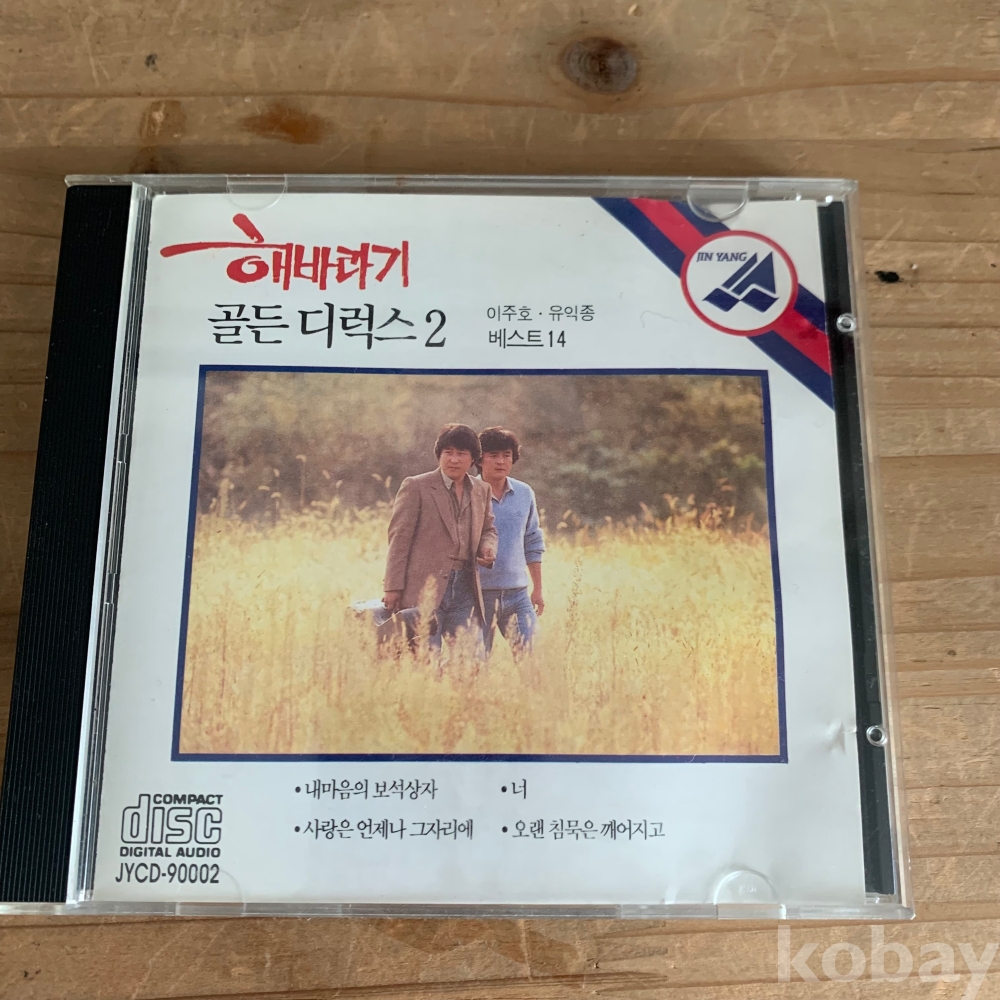 해바라기
JIN YANG
골든 디럭스 2
이주호 · 유익종
베스트 14
• 내마음의 보석상자
• 너
• 사랑은 언제나 그자리에
• 오랜 침묵은 깨어지고
COMPACT
disc
DIGITAL AUDIO
JYCD-90002
kobay